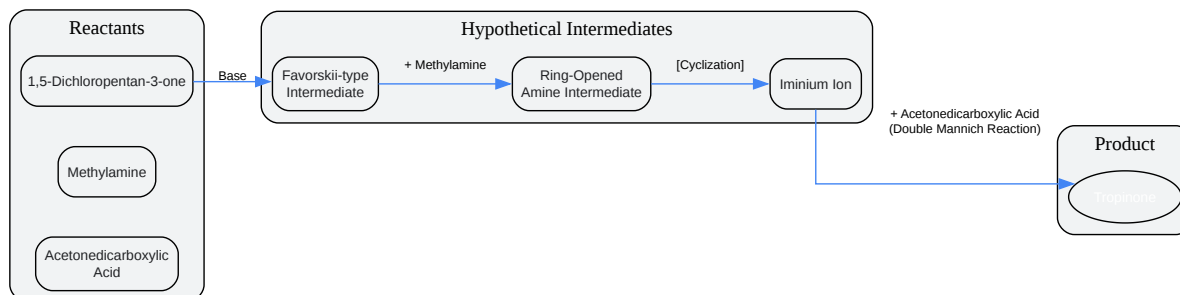 Reactants
1,5-Dichloropentan-3-one
Methylamine
Acetonedicarboxylic
Acid
Base
Hypothetical Intermediates
Favorskii-type
Intermediate
+ Methylamine
Ring-Opened
Amine Intermediate
[Cyclization]
Iminium Ion
+ Acetonedicarboxylic Acid
(Double Mannich Reaction)
Product
Tropinone